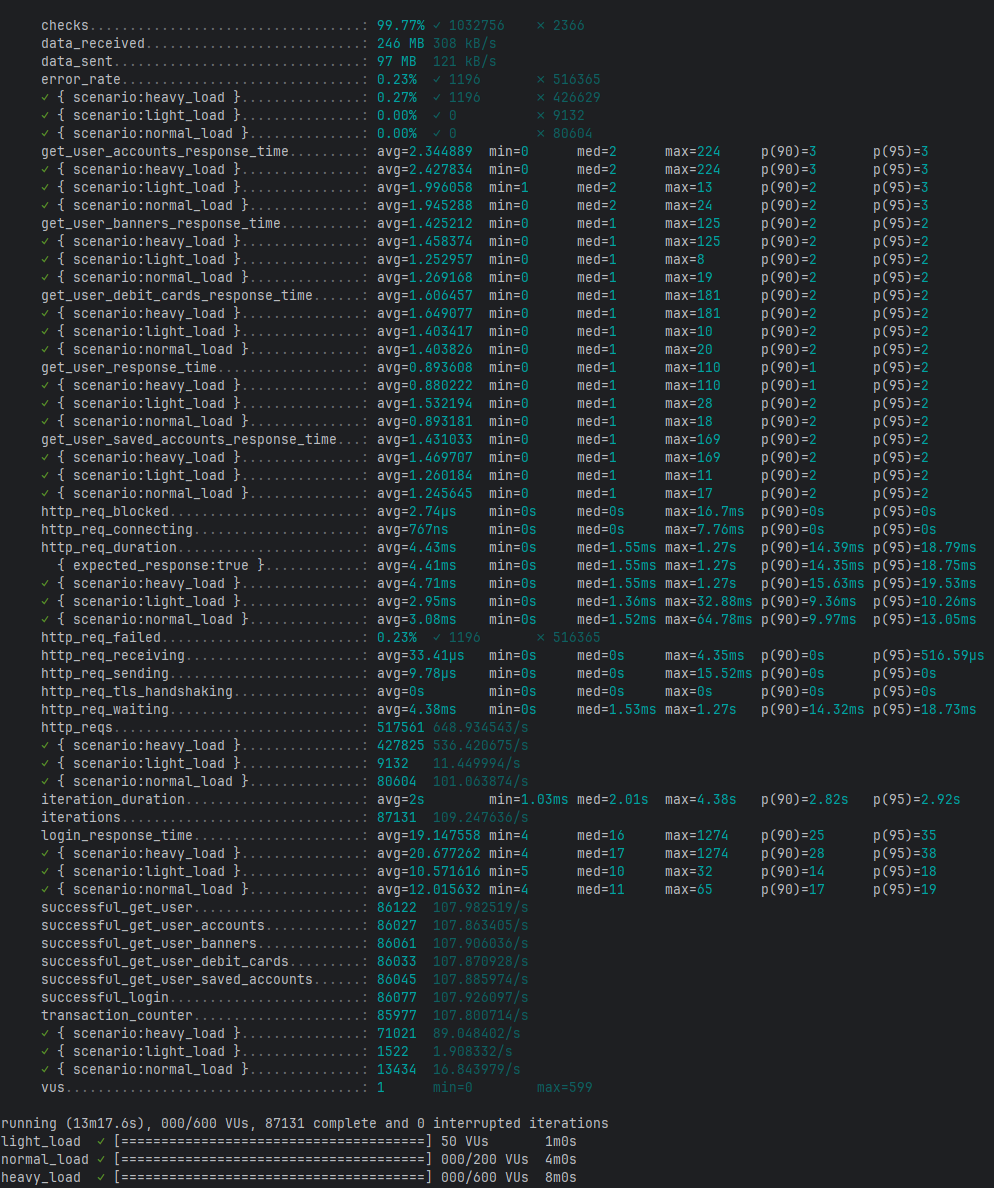 checks...................................: 99.77% ✓ 1032756 ✗ 2366
data_received............................: 246 MB 308 kB/s
data_sent................................: 97 MB 121 kB/s
error_rate...............................: 0.23% ✓ 1196 ✗ 516365
✓ { scenario:heavy_load }...............: 0.27% ✓ 1196 ✗ 426629
✓ { scenario:light_load }...............: 0.00% ✓ 0 ✗ 9132
✓ { scenario:normal_load }..............: 0.00% ✓ 0 ✗ 80604
get_user_accounts_response_time..........: avg=2.344889 min=0 med=2 max=224 p(90)=3 p(95)=3
✓ { scenario:heavy_load }...............: avg=2.427834 min=0 med=2 max=224 p(90)=3 p(95)=3
✓ { scenario:light_load }...............: avg=1.996058 min=1 med=2 max=13 p(90)=2 p(95)=3
✓ { scenario:normal_load }..............: avg=1.945288 min=0 med=2 max=24 p(90)=2 p(95)=3
get_user_banners_response_time...........: avg=1.425212 min=0 med=1 max=125 p(90)=2 p(95)=2
✓ { scenario:heavy_load }...............: avg=1.458374 min=0 med=1 max=125 p(90)=2 p(95)=2
✓ { scenario:light_load }...............: avg=1.252957 min=0 med=1 max=8 p(90)=2 p(95)=2
✓ { scenario:normal_load }..............: avg=1.269168 min=0 med=1 max=19 p(90)=2 p(95)=2
get_user_debit_cards_response_time.......: avg=1.606457 min=0 med=1 max=181 p(90)=2 p(95)=2
✓ { scenario:heavy_load }...............: avg=1.649077 min=0 med=1 max=181 p(90)=2 p(95)=2
✓ { scenario:light_load }...............: avg=1.403417 min=0 med=1 max=10 p(90)=2 p(95)=2
✓ { scenario:normal_load }..............: avg=1.403826 min=0 med=1 max=20 p(90)=2 p(95)=2
get_user_response_time...................: avg=0.893608 min=0 med=1 max=110 p(90)=1 p(95)=2
✓ { scenario:heavy_load }...............: avg=0.880222 min=0 med=1 max=110 p(90)=1 p(95)=2
✓ { scenario:light_load }...............: avg=1.532194 min=0 med=1 max=28 p(90)=2 p(95)=2
✓ { scenario:normal_load }..............: avg=0.893181 min=0 med=1 max=18 p(90)=2 p(95)=2
get_user_saved_accounts_response_time...: avg=1.431033 min=0 med=1 max=169 p(90)=2 p(95)=2
✓ { scenario:heavy_load }...............: avg=1.469707 min=0 med=1 max=169 p(90)=2 p(95)=2
✓ { scenario:light_load }...............: avg=1.260184 min=0 med=1 max=11 p(90)=2 p(95)=2
✓ { scenario:normal_load }..............: avg=1.245645 min=0 med=1 max=17 p(90)=2 p(95)=2
http_req_blocked.........................: avg=2.74µs min=0s med=0s max=16.7ms p(90)=0s p(95)=0s
http_req_connecting......................: avg=767ns min=0s med=0s max=7.76ms p(90)=0s p(95)=0s
http_req_duration........................: avg=4.43ms min=0s med=1.55ms max=1.27s p(90)=14.39ms p(95)=18.79ms
{ expected_response:true }.............: avg=4.41ms min=0s med=1.55ms max=1.27s p(90)=14.35ms p(95)=18.75ms
✓ { scenario:heavy_load }...............: avg=4.71ms min=0s med=1.55ms max=1.27s p(90)=15.63ms p(95)=19.53ms
✓ { scenario:light_load }...............: avg=2.95ms min=0s med=1.36ms max=32.88ms p(90)=9.36ms p(95)=10.26ms
✓ { scenario:normal_load }..............: avg=3.08ms min=0s med=1.52ms max=64.78ms p(90)=9.97ms p(95)=13.05ms
http_req_failed..........................: 0.23% ✓ 1196 ✗ 516365
http_req_receiving.......................: avg=33.41µs min=0s med=0s max=4.35ms p(90)=0s p(95)=516.59µs
http_req_sending.........................: avg=9.78µs min=0s med=0s max=15.52ms p(90)=0s p(95)=0s
http_req_tls_handshaking.................: avg=0s min=0s med=0s max=0s p(90)=0s p(95)=0s
http_req_waiting.........................: avg=4.38ms min=0s med=1.53ms max=1.27s p(90)=14.32ms p(95)=18.73ms
http_reqs................................: 517561 648.934543/s
✓ { scenario:heavy_load }...............: 427825 536.420675/s
✓ { scenario:light_load }...............: 9132 11.449994/s
✓ { scenario:normal_load }..............: 80604 101.063874/s
iteration_duration.......................: avg=2s min=1.03ms med=2.01s max=4.38s p(90)=2.82s p(95)=2.92s
iterations...............................: 87131 109.247636/s
login_response_time......................: avg=19.147558 min=4 med=16 max=1274 p(90)=25 p(95)=35
✓ { scenario:heavy_load }...............: avg=20.677262 min=4 med=17 max=1274 p(90)=28 p(95)=38
✓ { scenario:light_load }...............: avg=10.571616 min=5 med=10 max=32 p(90)=14 p(95)=18
✓ { scenario:normal_load }..............: avg=12.015632 min=4 med=11 max=65 p(90)=17 p(95)=19
successful_get_user......................: 86122 107.982519/s
successful_get_user_accounts.............: 86027 107.863405/s
successful_get_user_banners..............: 86061 107.906036/s
successful_get_user_debit_cards..........: 86033 107.870928/s
successful_get_user_saved_accounts.......: 86045 107.885974/s
successful_login.........................: 86077 107.926097/s
transaction_counter......................: 85977 107.800714/s
✓ { scenario:heavy_load }...............: 71021 89.048402/s
✓ { scenario:light_load }...............: 1522 1.908332/s
✓ { scenario:normal_load }..............: 13434 16.843979/s
vus......................................: 1 min=0 max=599
running (13m17.6s), 000/600 VUs, 87131 complete and 0 interrupted iterations
light_load ✓ [======================================] 50 VUs 1m0s
normal_load ✓ [======================================] 000/200 VUs 4m0s
heavy_load ✓ [======================================] 000/600 VUs 8m0s